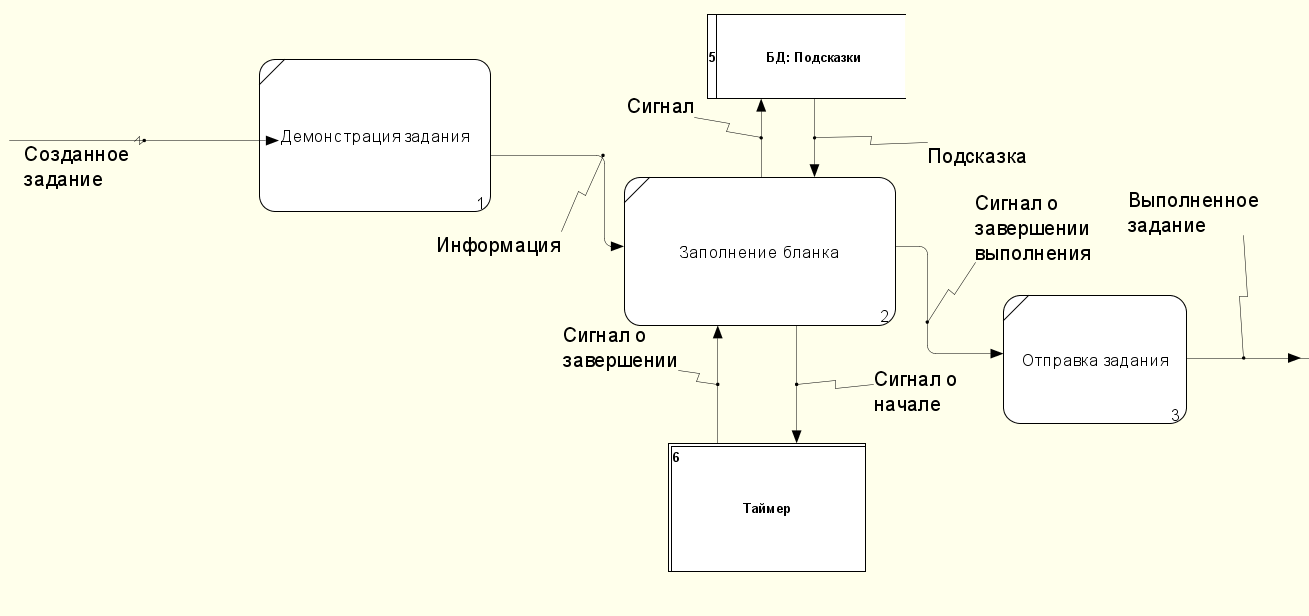 5
БД: Подсказки
Сигнал
Демонстрация задания
1
Созданное
задание
Подсказка
Информация
Заполнение бланка
2
Сигнал о
завершении
выполнения
Выполненное
задание
Сигнал о
завершении
Сигнал о
начале
Отправка задания
3
6
Таймер